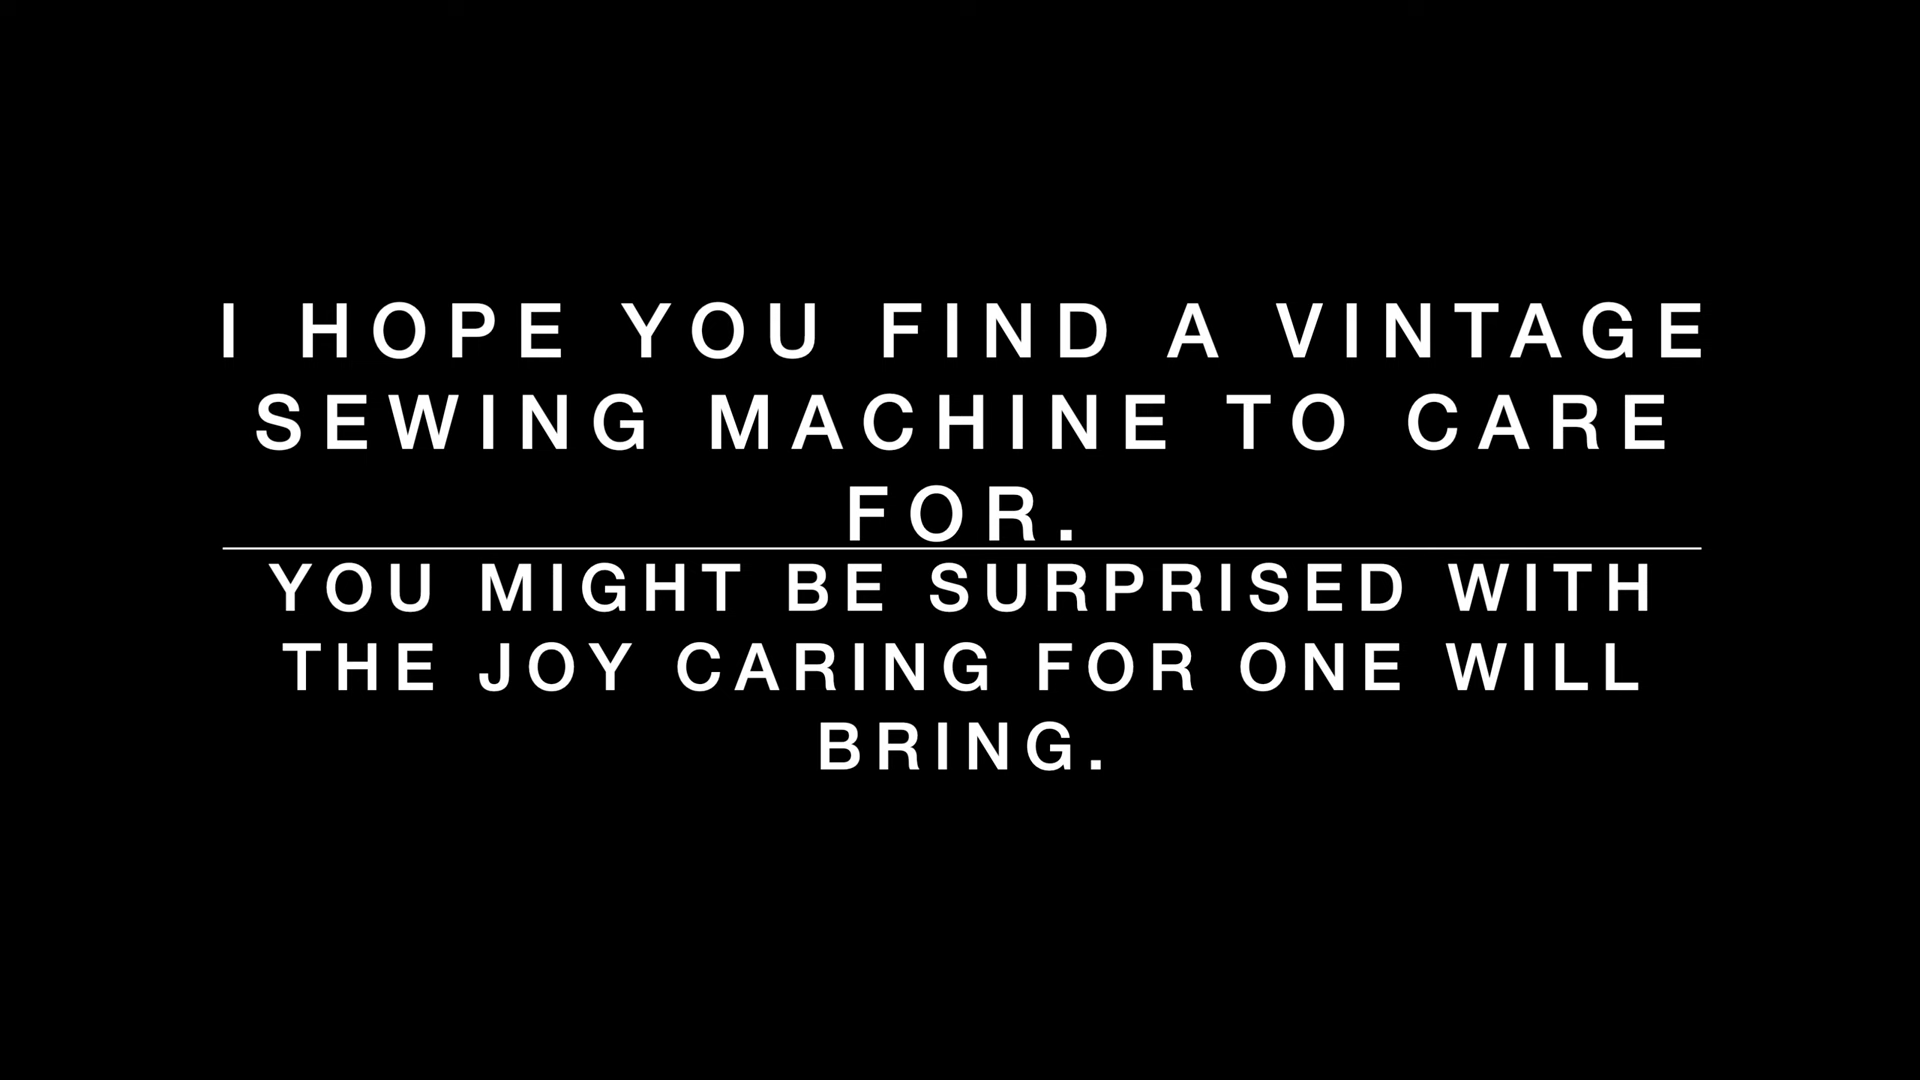 I HOPE YOU FIND A VINTAGE
SEWING MACHINE TO CARE
FOR.
YOU MIGHT BE SURPRISED WITH
THE JOY CARING FOR ONE WILL
BRING.